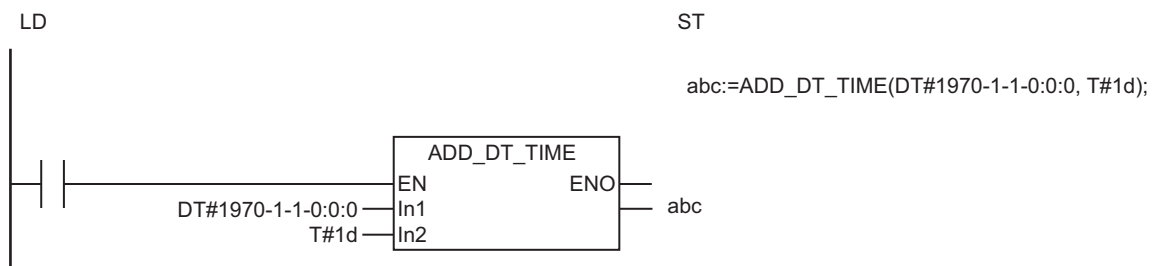 LD
ST
abc:=ADD_DT_TIME(DT#1970-1-1-0:0:0, T#1d);
ADD_DT_TIME
EN ENO
DT#1970-1-1-0:0:0 In1 abc
T#1d In2